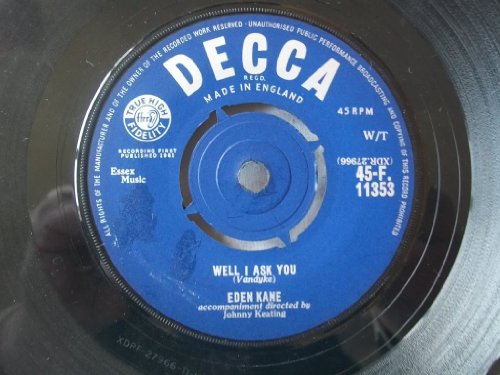 ALL RIGHTS OF THE MANUFACTURER AND OF THE OWNER OF THE RECORDED WORK RESERVED · UNAUTHORISED PUBLIC PERFORMANCE BROADCASTING AND COPYING OF THIS RECORD PROHIBITED
DECCA
REGD.
MADE IN ENGLAND
TRUE HIGH
ffrr
FIDELITY
RECORDING FIRST
PUBLISHED 1961
Essex
Music
45 RPM
W/T
(XDR.27966)
45-F.
11353
WELL I ASK YOU
(Vandyke)
EDEN KANE
accompaniment directed by
Johnny Keating